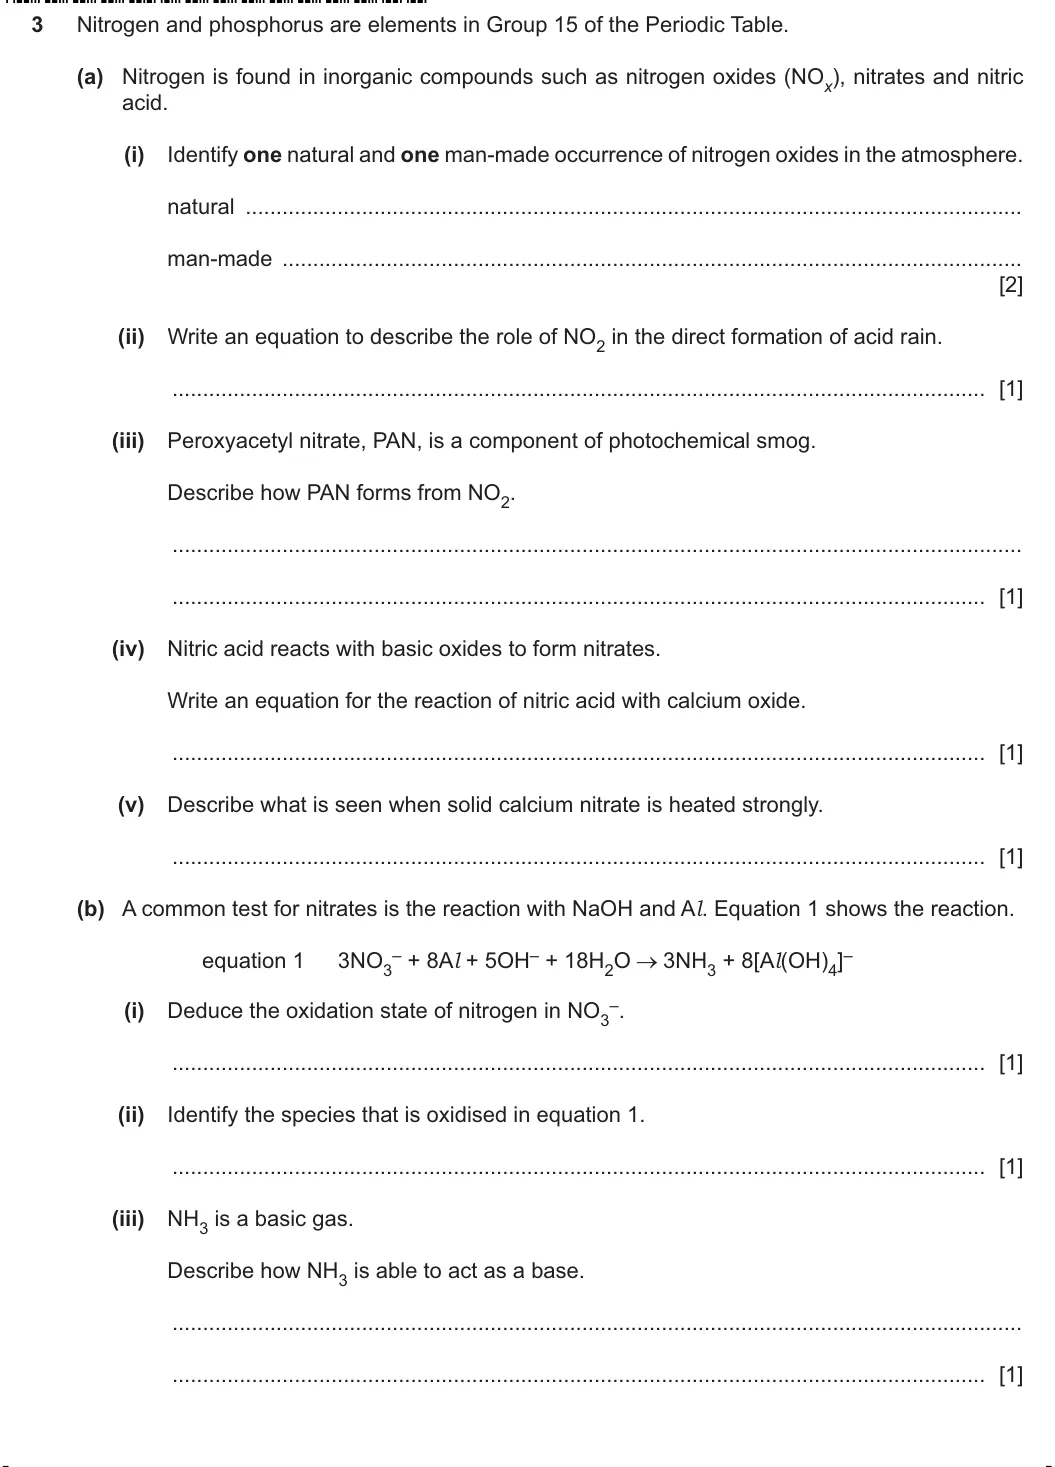 3 Nitrogen and phosphorus are elements in Group 15 of the Periodic Table.
(a) Nitrogen is found in inorganic compounds such as nitrogen oxides (NOₓ), nitrates and nitric
acid.
(i) Identify one natural and one man-made occurrence of nitrogen oxides in the atmosphere.
natural ................................................................................
man-made ................................................................................
[2]
(ii) Write an equation to describe the role of NO₂ in the direct formation of acid rain.
................................................................................ [1]
(iii) Peroxyacetyl nitrate, PAN, is a component of photochemical smog.
Describe how PAN forms from NO₂.
................................................................................
................................................................................ [1]
(iv) Nitric acid reacts with basic oxides to form nitrates.
Write an equation for the reaction of nitric acid with calcium oxide.
................................................................................ [1]
(v) Describe what is seen when solid calcium nitrate is heated strongly.
................................................................................ [1]
(b) A common test for nitrates is the reaction with NaOH and Al. Equation 1 shows the reaction.
equation 1 3NO₃⁻ + 8Al + 5OH⁻ + 18H₂O → 3NH₃ + 8[Al(OH)₄]⁻
(i) Deduce the oxidation state of nitrogen in NO₃⁻.
................................................................................ [1]
(ii) Identify the species that is oxidised in equation 1.
................................................................................ [1]
(iii) NH₃ is a basic gas.
Describe how NH₃ is able to act as a base.
................................................................................
................................................................................ [1]